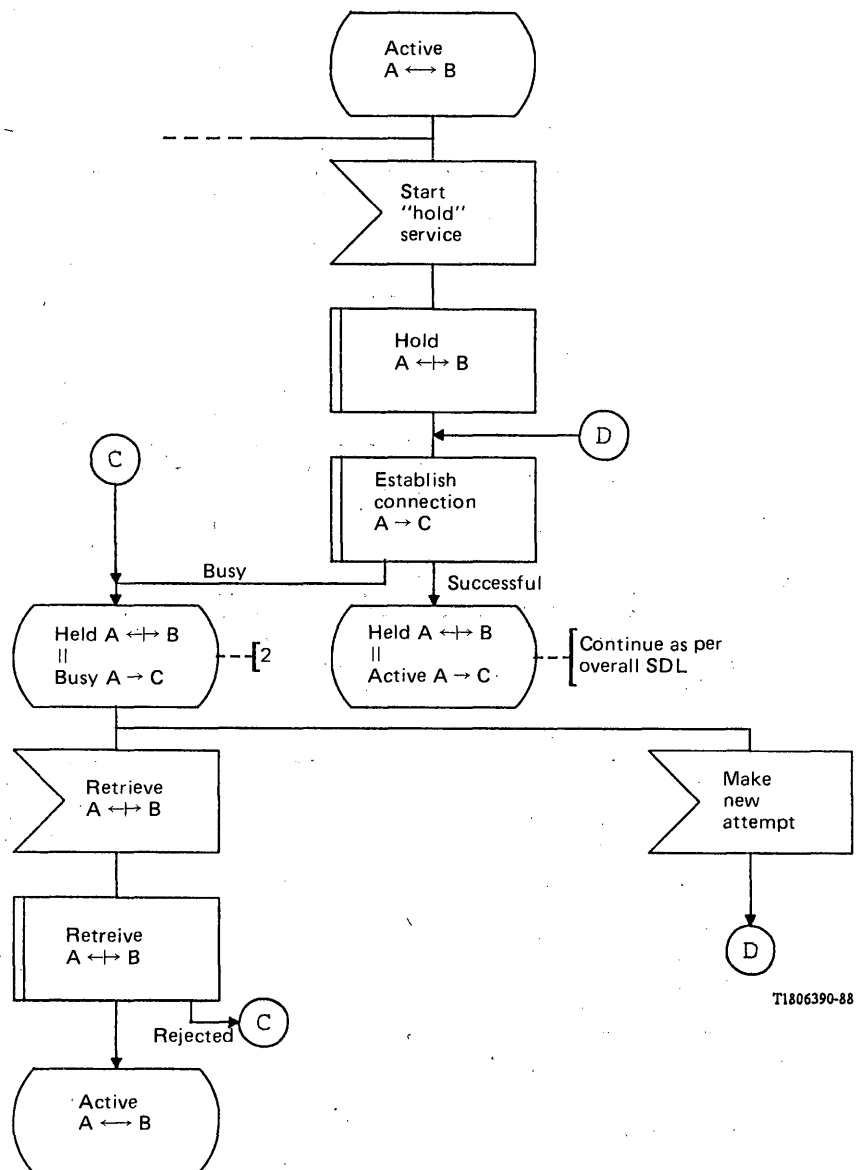 Active
A ←→ B
Start
"hold"
service
Hold
A ←|→ B
D
C
Establish
connection
A → C
Busy
Successful
Held A ←|→ B
||
Busy A → C
2
Held A ←|→ B
||
Active A → C
Continue as per
overall SDL
Retrieve
A ←|→ B
Make
new
attempt
Retreive
A ←|→ B
D
T1806390-88
Rejected
C
Active
A ←→ B